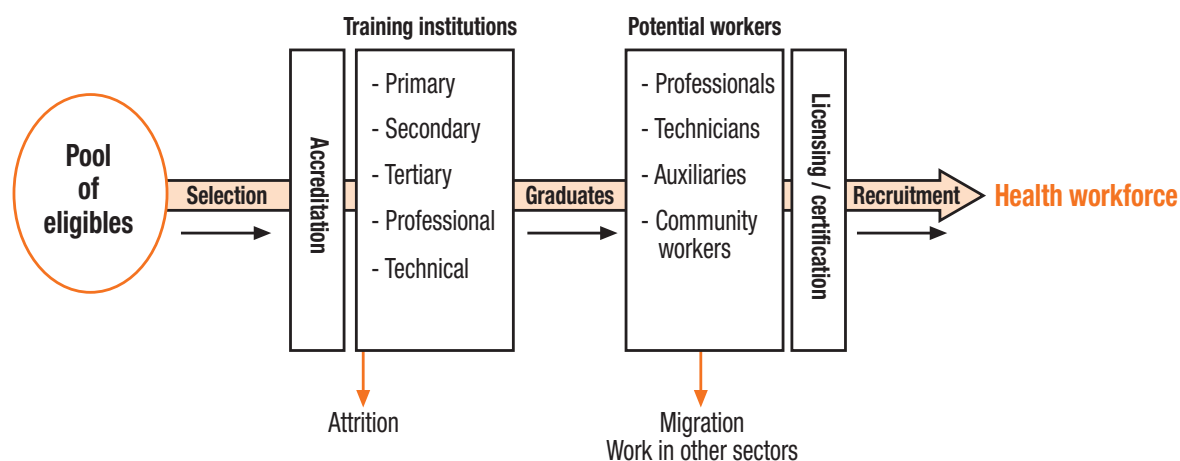 Training institutions
Potential workers
Pool
of
eligibles
Selection
Accreditation
- Primary
- Secondary
- Tertiary
- Professional
- Technical
Graduates
- Professionals
- Technicians
- Auxiliaries
- Community
workers
Licensing / certification
Recruitment
Health workforce
Attrition
Migration
Work in other sectors